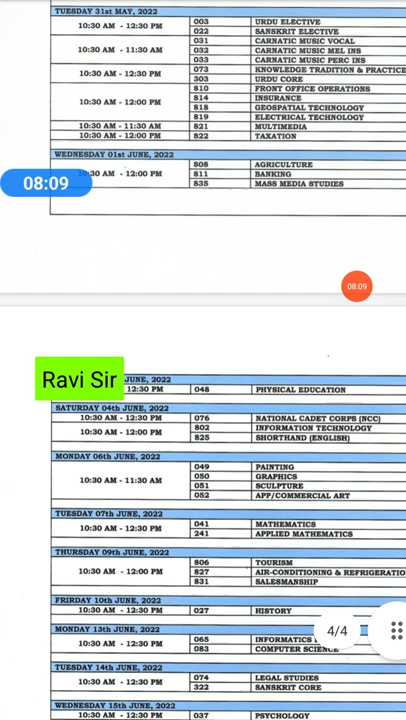 TUESDAY 31st MAY, 2022
10:30 AM - 12:30 PM 003 URDU ELECTIVE
022 SANSKRIT ELECTIVE
10:30 AM - 11:30 AM 031 CARNATIC MUSIC VOCAL
032 CARNATIC MUSIC MEL INS
033 CARNATIC MUSIC PERC INS
10:30 AM - 12:30 PM 073 KNOWLEDGE TRADITION & PRACTICE
303 URDU CORE
10:30 AM - 12:00 PM 810 FRONT OFFICE OPERATIONS
814 INSURANCE
818 GEOSPATIAL TECHNOLOGY
819 ELECTRICAL TECHNOLOGY
10:30 AM - 11:30 AM 821 MULTIMEDIA
10:30 AM - 12:00 PM 822 TAXATION
WEDNESDAY 01st JUNE, 2022
808 AGRICULTURE
:30 AM - 12:00 PM 811 BANKING
835 MASS MEDIA STUDIES
08:09
08:09
Ravi Sir
JUNE, 2022
12:30 PM 048 PHYSICAL EDUCATION
SATURDAY 04th JUNE, 2022
10:30 AM - 12:30 PM 076 NATIONAL CADET CORPS (NCC)
10:30 AM - 12:00 PM 802 INFORMATION TECHNOLOGY
825 SHORTHAND (ENGLISH)
MONDAY 06th JUNE, 2022
10:30 AM - 11:30 AM 049 PAINTING
050 GRAPHICS
051 SCULPTURE
052 APP/COMMERCIAL ART
TUESDAY 07th JUNE, 2022
10:30 AM - 12:30 PM 041 MATHEMATICS
241 APPLIED MATHEMATICS
THURSDAY 09th JUNE, 2022
10:30 AM - 12:00 PM 806 TOURISM
827 AIR-CONDITIONING & REFRIGERATIO
831 SALESMANSHIP
FRIRDAY 10th JUNE, 2022
10:30 AM - 12:30 PM 027 HISTORY
MONDAY 13th JUNE, 2022
10:30 AM - 12:30 PM 065 INFORMATICS
083 COMPUTER SCIENCE
4/4
TUESDAY 14th JUNE, 2022
10:30 AM - 12:30 PM 074 LEGAL STUDIES
322 SANSKRIT CORE
WEDNESDAY 15th JUNE, 2022
10:30 AM - 12:30 PM 037 PSYCHOLOGY